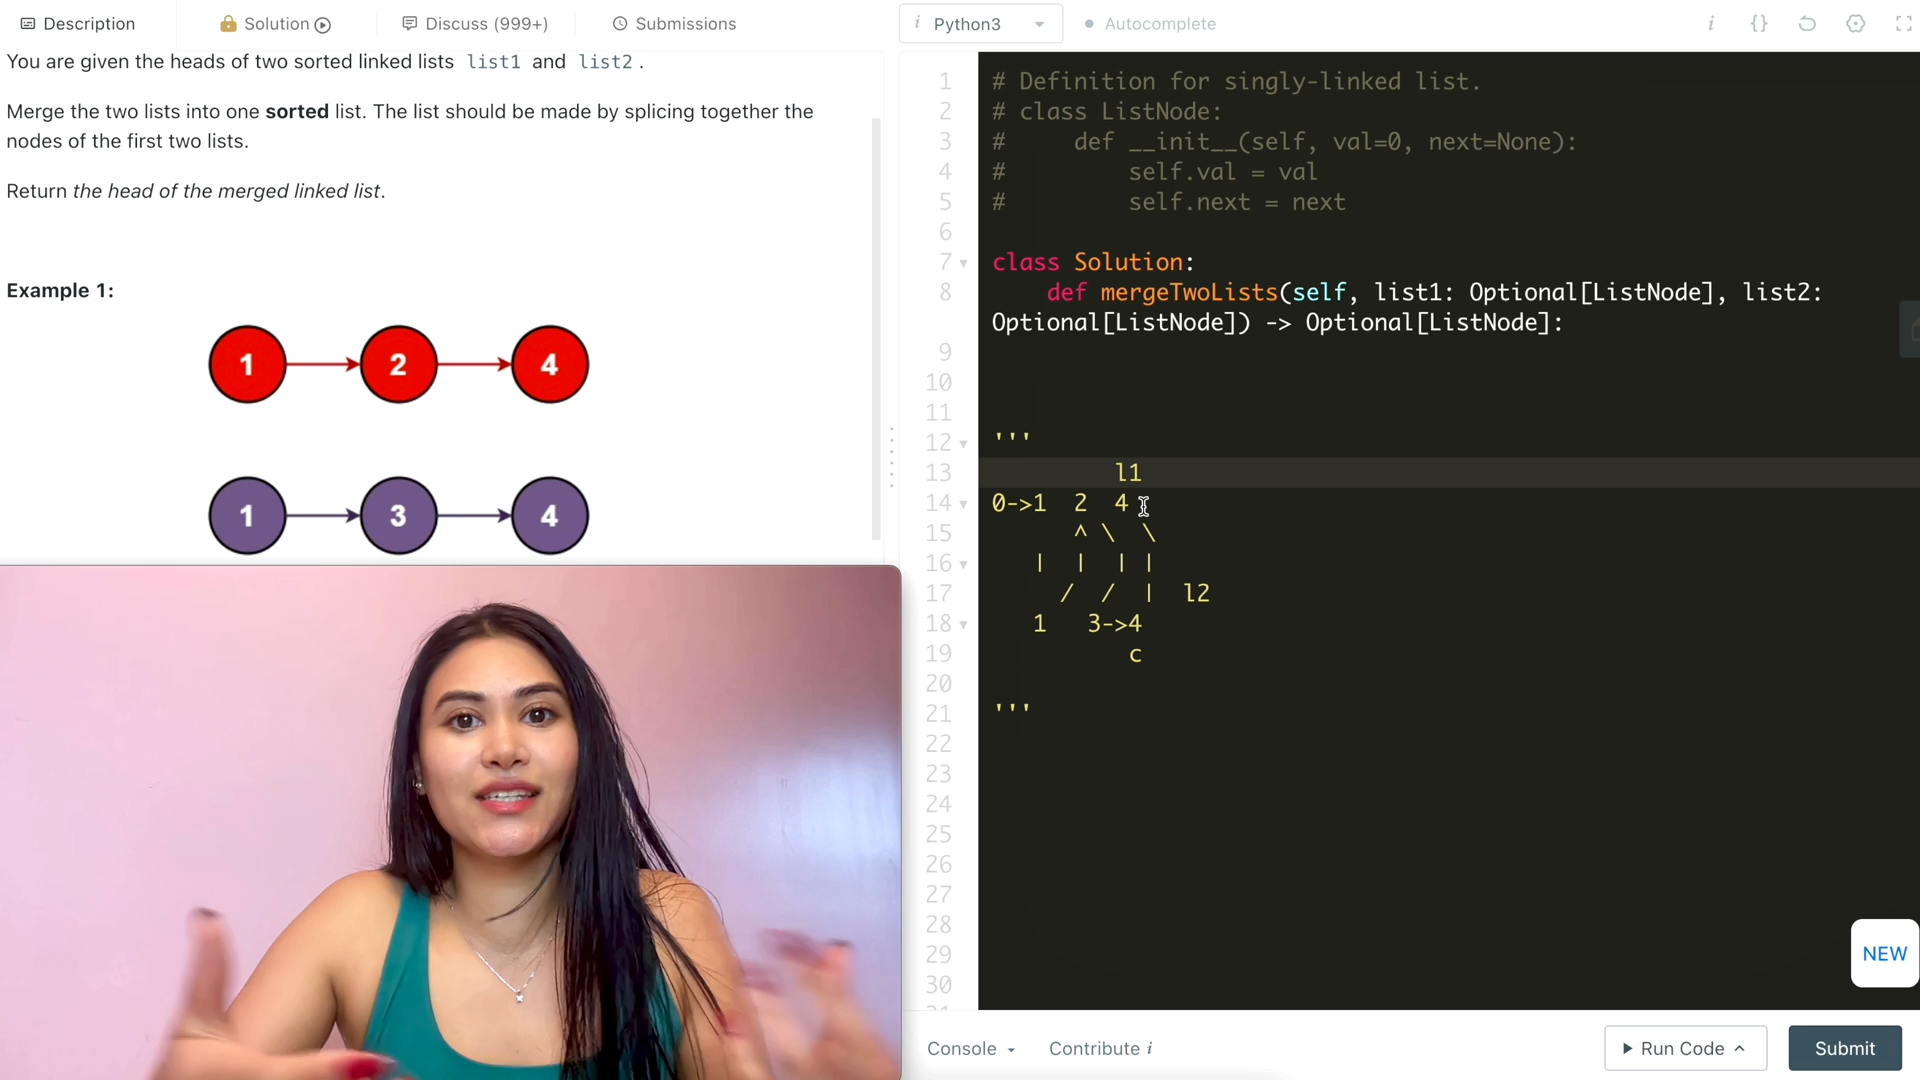 Description
Solution
Discuss (999+)
Submissions
i Python3
Autocomplete
i {}
You are given the heads of two sorted linked lists list1 and list2 .
Merge the two lists into one sorted list. The list should be made by splicing together the
nodes of the first two lists.
Return the head of the merged linked list.
Example 1:
1 2 4
1 3 4
1 # Definition for singly-linked list.
2 # class ListNode:
3 #     def __init__(self, val=0, next=None):
4 #         self.val = val
5 #         self.next = next
6
7 class Solution:
8     def mergeTwoLists(self, list1: Optional[ListNode], list2:
Optional[ListNode]) -> Optional[ListNode]:
9
10
11
12 '''
13          l1
14 0->1  2  4
15       ^ \  \
16    |  |  | |
17      /  /  |  l2
18    1   3->4
19           c
20
21 '''
22
23
24
25
26
27
28
29
30
NEW
Console
Contribute i
Run Code
Submit